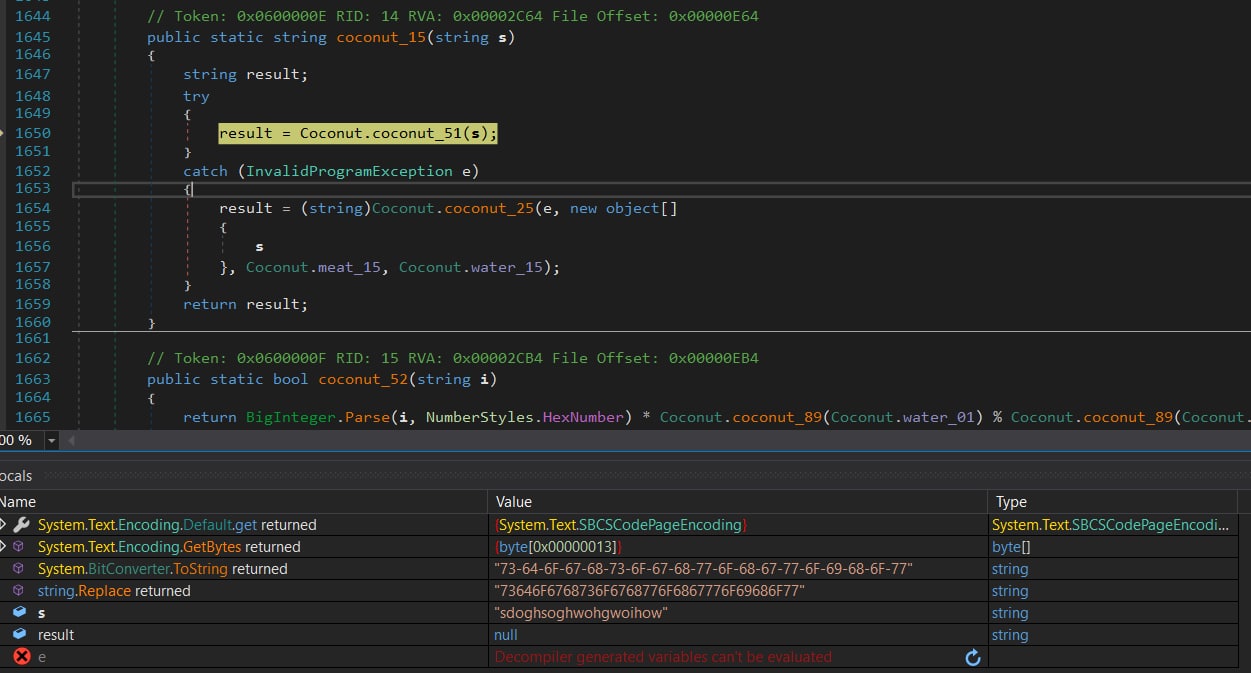 1644 // Token: 0x0600000E RID: 14 RVA: 0x00002C64 File Offset: 0x00000E64
1645 public static string coconut_15(string s)
1646 {
1647 string result;
1648 try
1649 {
1650 result = Coconut.coconut_51(s);
1651 }
1652 catch (InvalidProgramException e)
1653 {
1654 result = (string)Coconut.coconut_25(e, new object[]
1655 {
1656 s
1657 }, Coconut.meat_15, Coconut.water_15);
1658 }
1659 return result;
1660 }
1661
1662 // Token: 0x0600000F RID: 15 RVA: 0x00002CB4 File Offset: 0x00000EB4
1663 public static bool coconut_52(string i)
1664 {
1665 return BigInteger.Parse(i, NumberStyles.HexNumber) * Coconut.coconut_89(Coconut.water_01) % Coconut.coconut_89(Coconut.
00 %
ocals
Name Value Type
System.Text.Encoding.Default.get returned {System.Text.SBCSCodePageEncoding} System.Text.SBCSCodePageEncodi...
System.Text.Encoding.GetBytes returned {byte[0x00000013]} byte[]
System.BitConverter.ToString returned "73-64-6F-67-68-73-6F-67-68-77-6F-68-67-77-6F-69-68-6F-77" string
string.Replace returned "73646F6768736F6768776F6867776F69686F77" string
s "sdoghsoghwohgwoihow" string
result null string
e Decompiler generated variables can't be evaluated